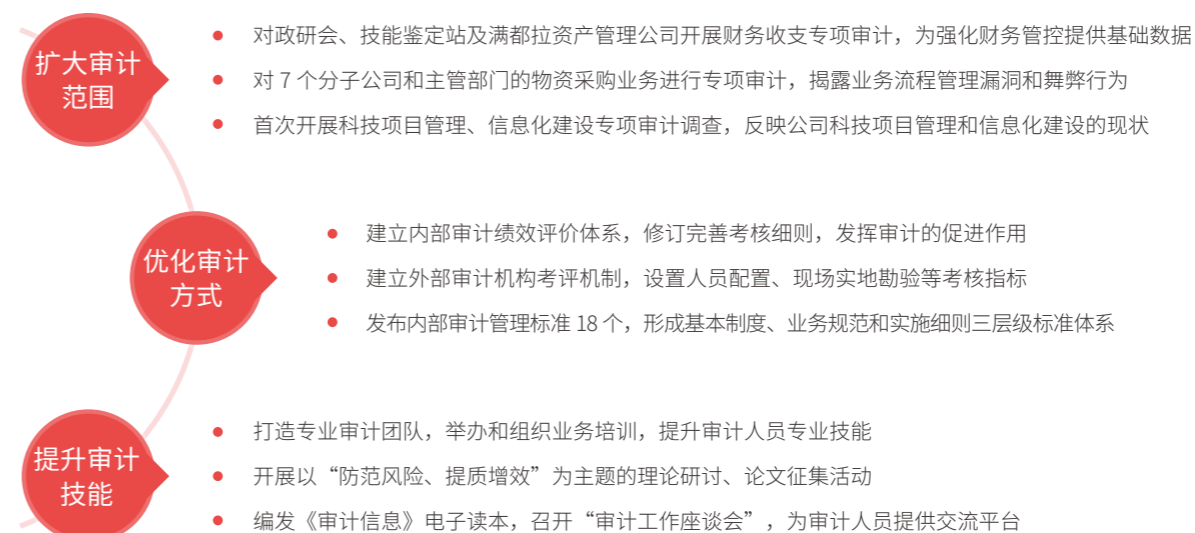 扩大审计
范围
对政研会、技能鉴定站及满都拉资产管理公司开展财务收支专项审计，为强化财务管控提供基础数据
对 7 个分子公司和主管部门的物资采购业务进行专项审计，揭露业务流程管理漏洞和舞弊行为
首次开展科技项目管理、信息化建设专项审计调查，反映公司科技项目管理和信息化建设的现状
优化审计
方式
建立内部审计绩效评价体系，修订完善考核细则，发挥审计的促进作用
建立外部审计机构考评机制，设置人员配置、现场实地勘验等考核指标
发布内部审计管理标准 18 个，形成基本制度、业务规范和实施细则三层级标准体系
提升审计
技能
打造专业审计团队，举办和组织业务培训，提升审计人员专业技能
开展以“防范风险、提质增效”为主题的理论研讨、论文征集活动
编发《审计信息》电子读本，召开“审计工作座谈会”，为审计人员提供交流平台